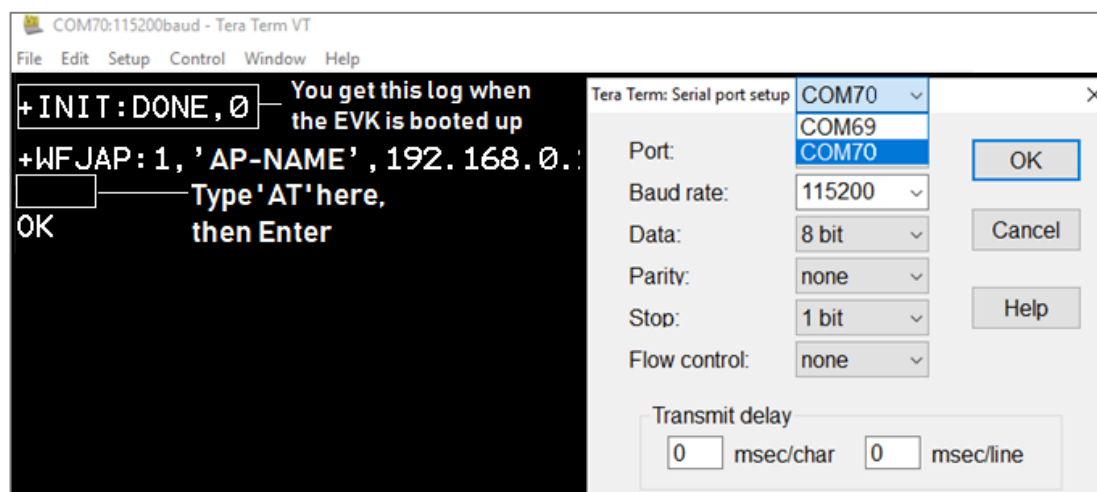 COM70:115200baud - Tera Term VT
File Edit Setup Control Window Help
+INIT:DONE,0
You get this log when
the EVK is booted up
+WFJAP:1,'AP-NAME',192.168.0.
Type'AT'here,
then Enter
OK
Tera Term: Serial port setup
COM70
COM69
COM70
Port:
OK
Baud rate: 115200
Data: 8 bit
Cancel
Parity: none
Stop: 1 bit
Help
Flow control: none
Transmit delay
0 msec/char 0 msec/line